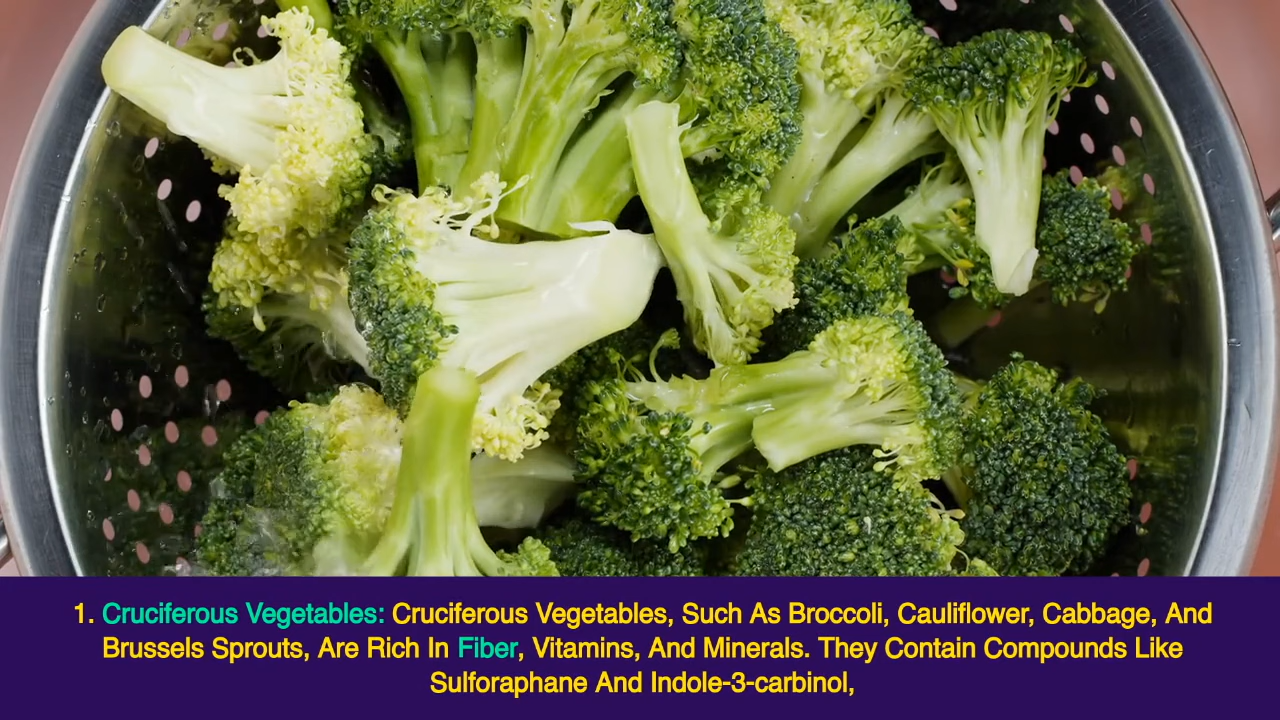 1. Cruciferous Vegetables: Cruciferous Vegetables, Such As Broccoli, Cauliflower, Cabbage, And
Brussels Sprouts, Are Rich In Fiber, Vitamins, And Minerals. They Contain Compounds Like
Sulforaphane And Indole-3-carbinol,